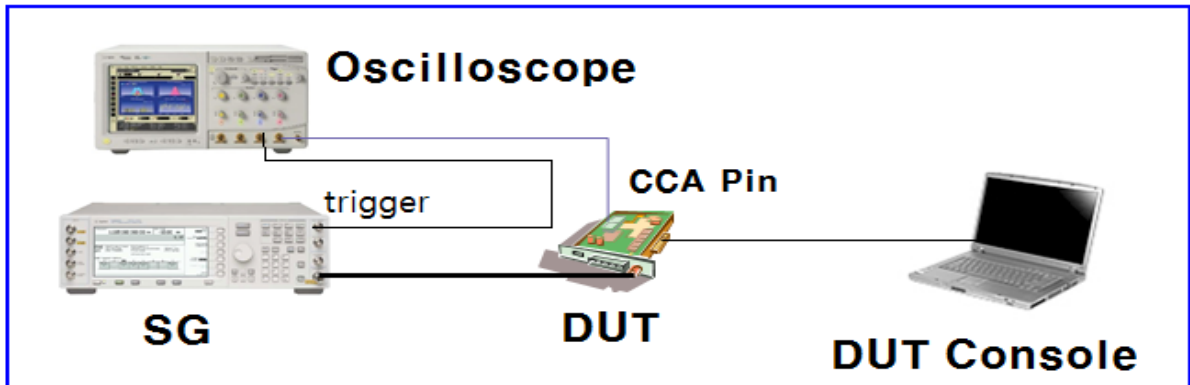 Oscilloscope
trigger
CCA Pin
SG
DUT
DUT Console